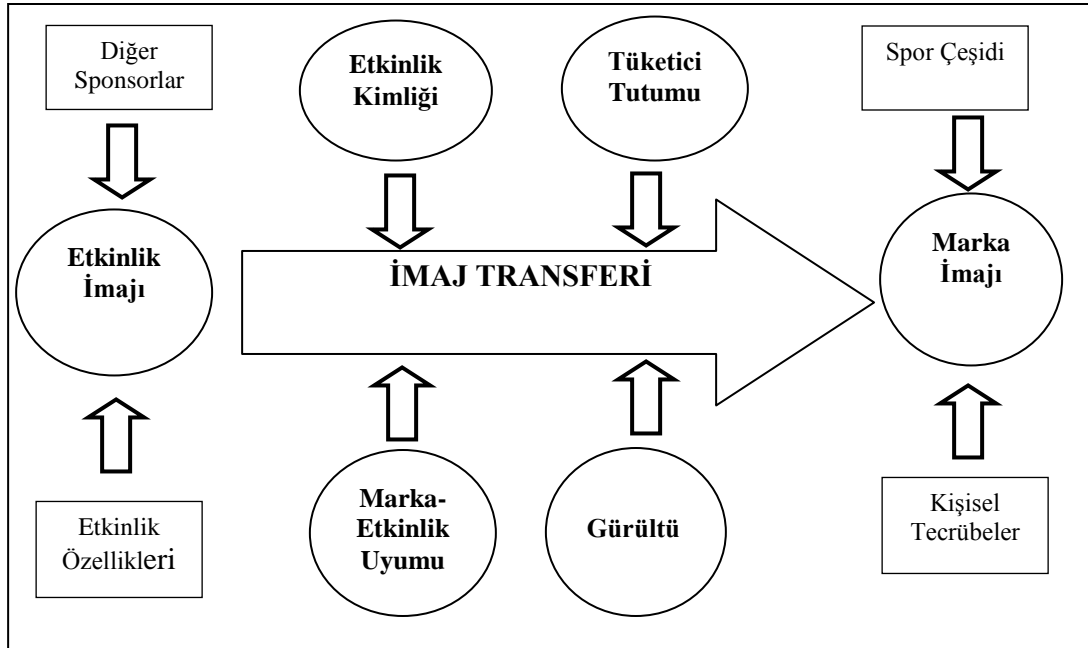 Diğer
Sponsorlar
Etkinlik
Kimliği
Tüketici
Tutumu
Spor Çeşidi
Etkinlik
İmajı
İMAJ TRANSFERİ
Marka
İmajı
Etkinlik
Özellikleri
Marka-
Etkinlik
Uyumu
Gürültü
Kişisel
Tecrübeler